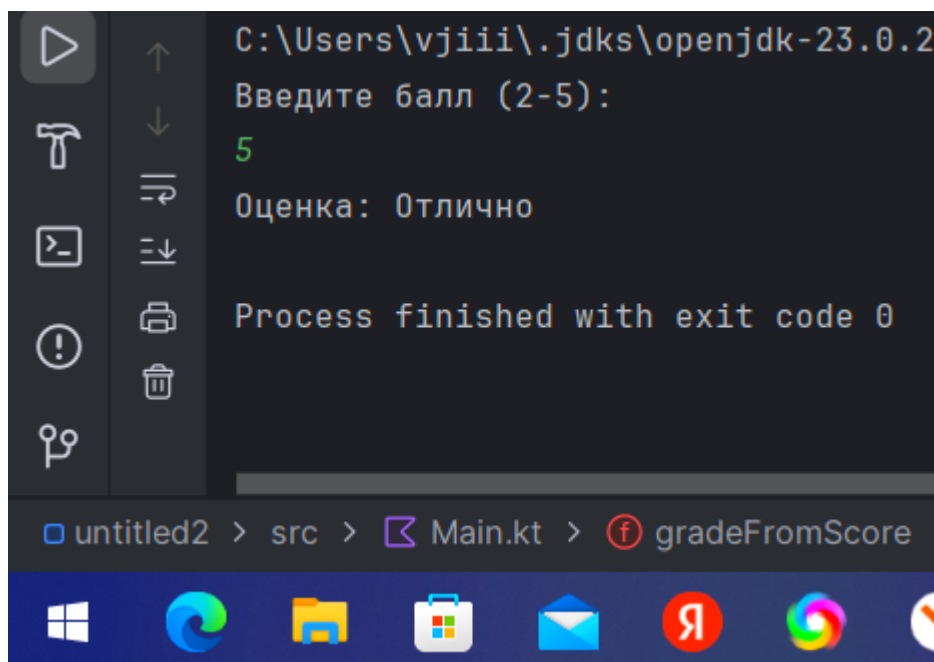 C:\Users\vjiii\.jdks\openjdk-23.0.2
Введите балл (2-5):
5
Оценка: Отлично
Process finished with exit code 0
untitled2 > src > Main.kt > f gradeFromScore
Я